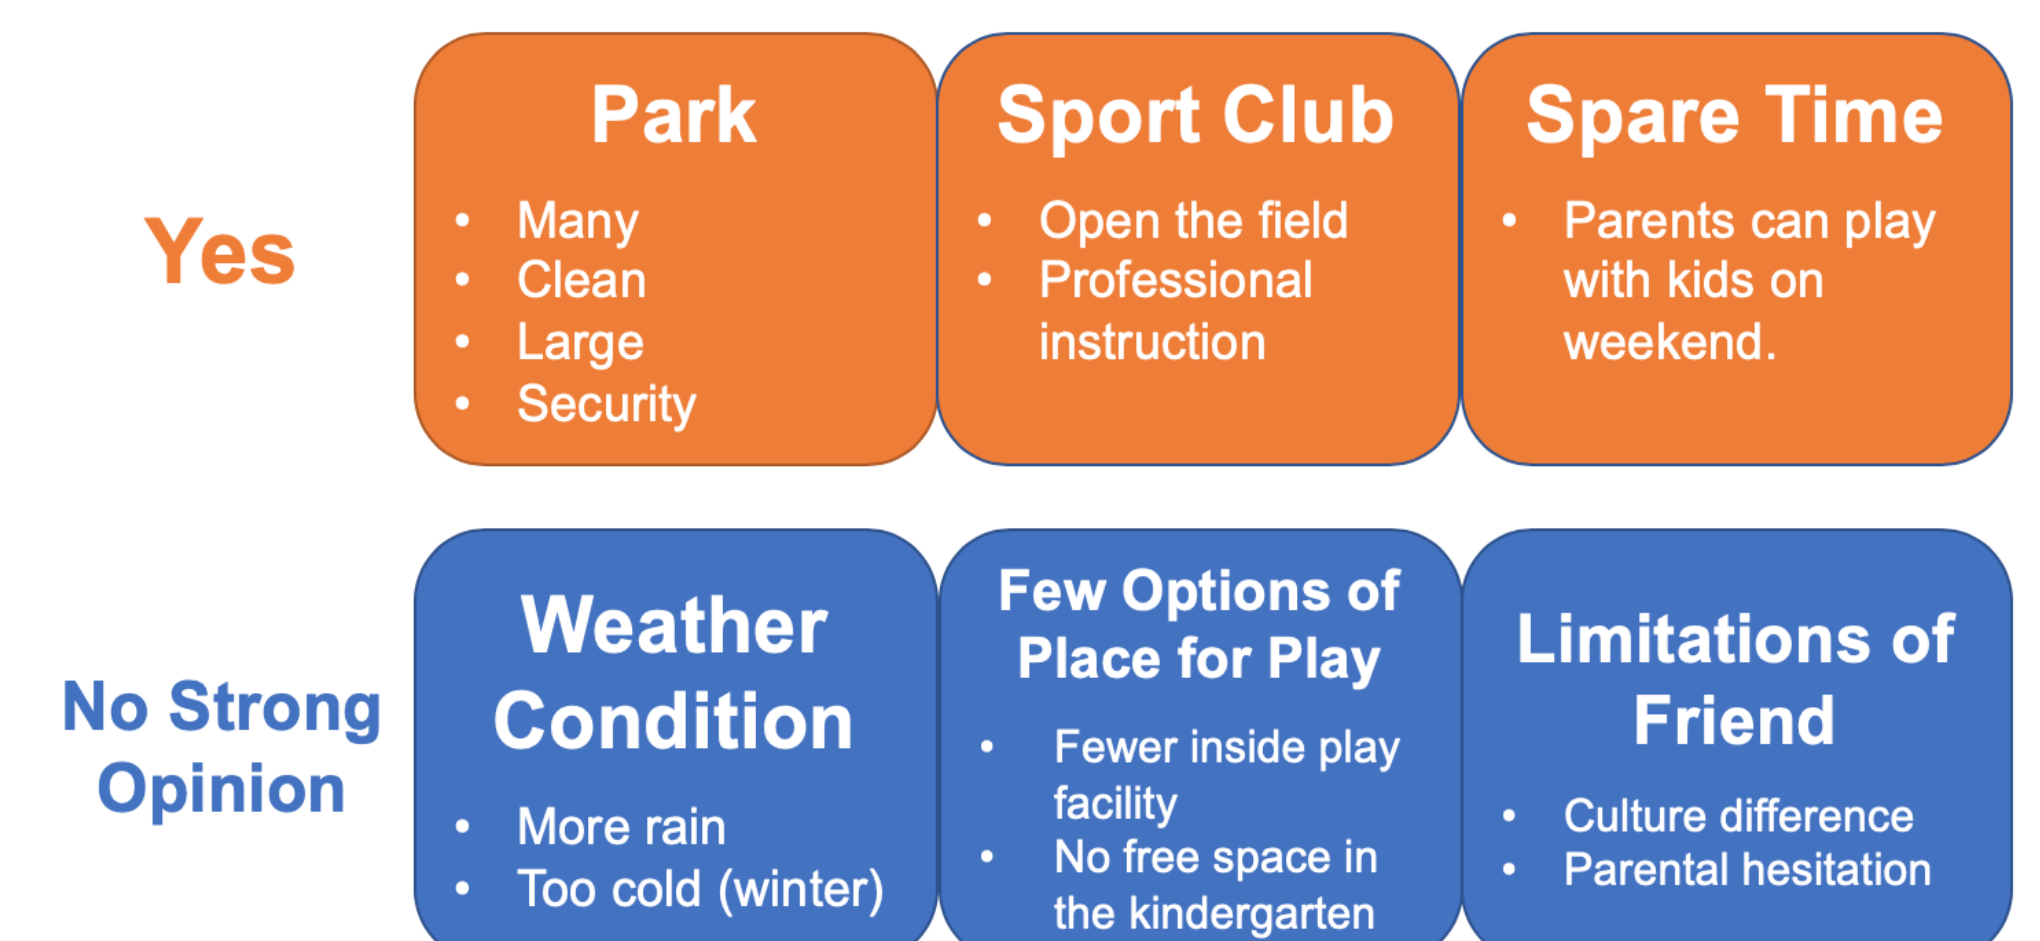 Yes
Park
• Many
• Clean
• Large
• Security
Sport Club
• Open the field
• Professional
instruction
Spare Time
• Parents can play
with kids on
weekend.
No Strong
Opinion
Weather
Condition
• More rain
• Too cold (winter)
Few Options of
Place for Play
• Fewer inside play
facility
• No free space in
the kindergarten
Limitations of
Friend
• Culture difference
• Parental hesitation